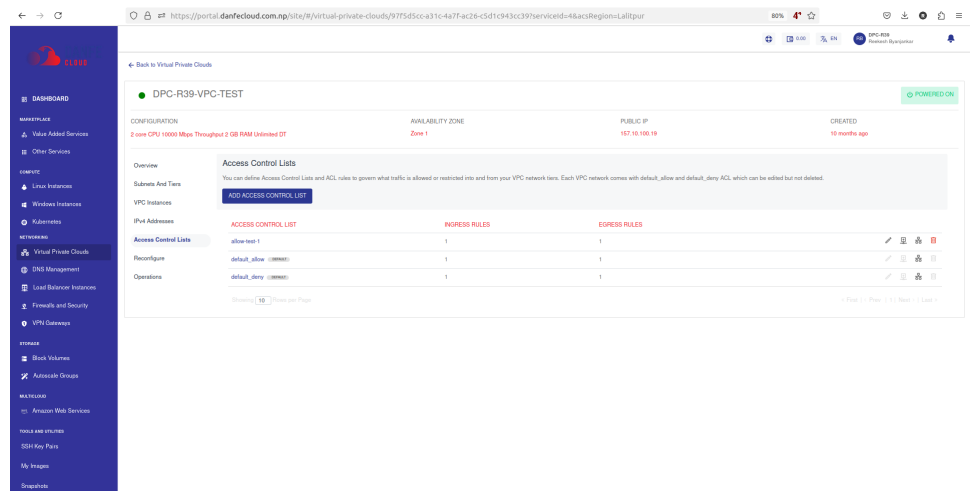 https://portal.danfecloud.com.np/site/#/virtual-private-clouds/97f5d5cc-a31c-4a7f-ac26-c5d1c943cc39?serviceid=4&acsRegion=Lalitpur
80%
CLOUD
0.00
EN
RB
DPC-R39
← Back to Virtual Private Clouds
DPC-R39-VPC-TEST
POWERED ON
CONFIGURATION
AVAILABILITY ZONE
PUBLIC IP
CREATED
2 core CPU 10000 Mbps Throughput 2 GB RAM Unlimited DT
Zone 1
157.10.100.19
10 months ago
DASHBOARD
MARKETPLACE
Value Added Services
Other Services
COMPUTE
Linux Instances
Windows Instances
Kubernetes
NETWORKING
Virtual Private Clouds
DNS Management
Load Balancer Instances
Firewalls and Security
VPN Gateways
STORAGE
Block Volumes
Autoscale Groups
MULTICLOUD
Amazon Web Services
TOOLS AND UTILITIES
SSH Key Pairs
My Images
Snapshots
Overview
Subnets And Tiers
VPC Instances
IPv4 Addresses
Access Control Lists
Reconfigure
Operations
Access Control Lists
You can define Access Control Lists and ACL rules to govern what traffic is allowed or restricted into and from your VPC network tiers. Each VPC network comes with default_allow and default_deny ACL which can be edited but not deleted.
ADD ACCESS CONTROL LIST
ACCESS CONTROL LIST
INGRESS RULES
EGRESS RULES
allow-test-1
1
1
default_allow DEFAULT
1
1
default_deny DEFAULT
1
1
Showing 10 Rows per Page
< First | < Prev | 1 | Next > | Last >